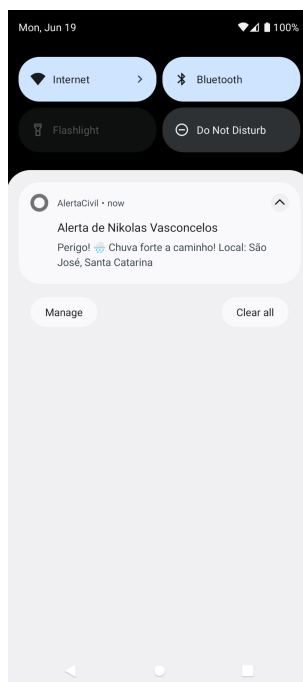 Mon, Jun 19
100%
Internet
Bluetooth
Flashlight
Do Not Disturb
AlertaCivil • now
Alerta de Nikolas Vasconcelos
Perigo! 🌧️ Chuva forte a caminho! Local: São
José, Santa Catarina
Manage
Clear all